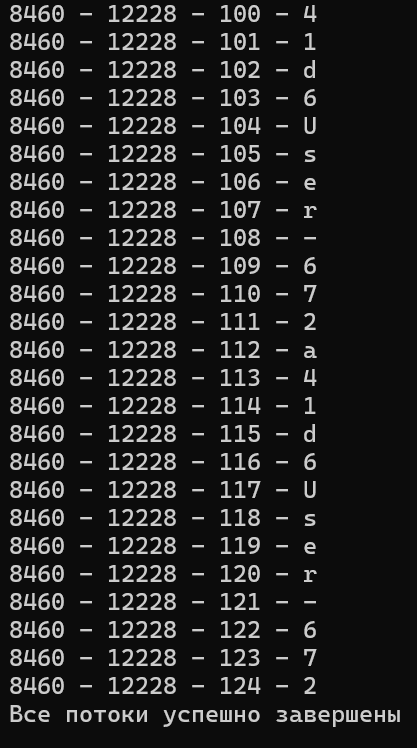 8460 - 12228 - 100 - 4
8460 - 12228 - 101 - 1
8460 - 12228 - 102 - d
8460 - 12228 - 103 - 6
8460 - 12228 - 104 - U
8460 - 12228 - 105 - s
8460 - 12228 - 106 - e
8460 - 12228 - 107 - r
8460 - 12228 - 108 - -
8460 - 12228 - 109 - 6
8460 - 12228 - 110 - 7
8460 - 12228 - 111 - 2
8460 - 12228 - 112 - a
8460 - 12228 - 113 - 4
8460 - 12228 - 114 - 1
8460 - 12228 - 115 - d
8460 - 12228 - 116 - 6
8460 - 12228 - 117 - U
8460 - 12228 - 118 - s
8460 - 12228 - 119 - e
8460 - 12228 - 120 - r
8460 - 12228 - 121 - -
8460 - 12228 - 122 - 6
8460 - 12228 - 123 - 7
8460 - 12228 - 124 - 2
Все потоки успешно завершены